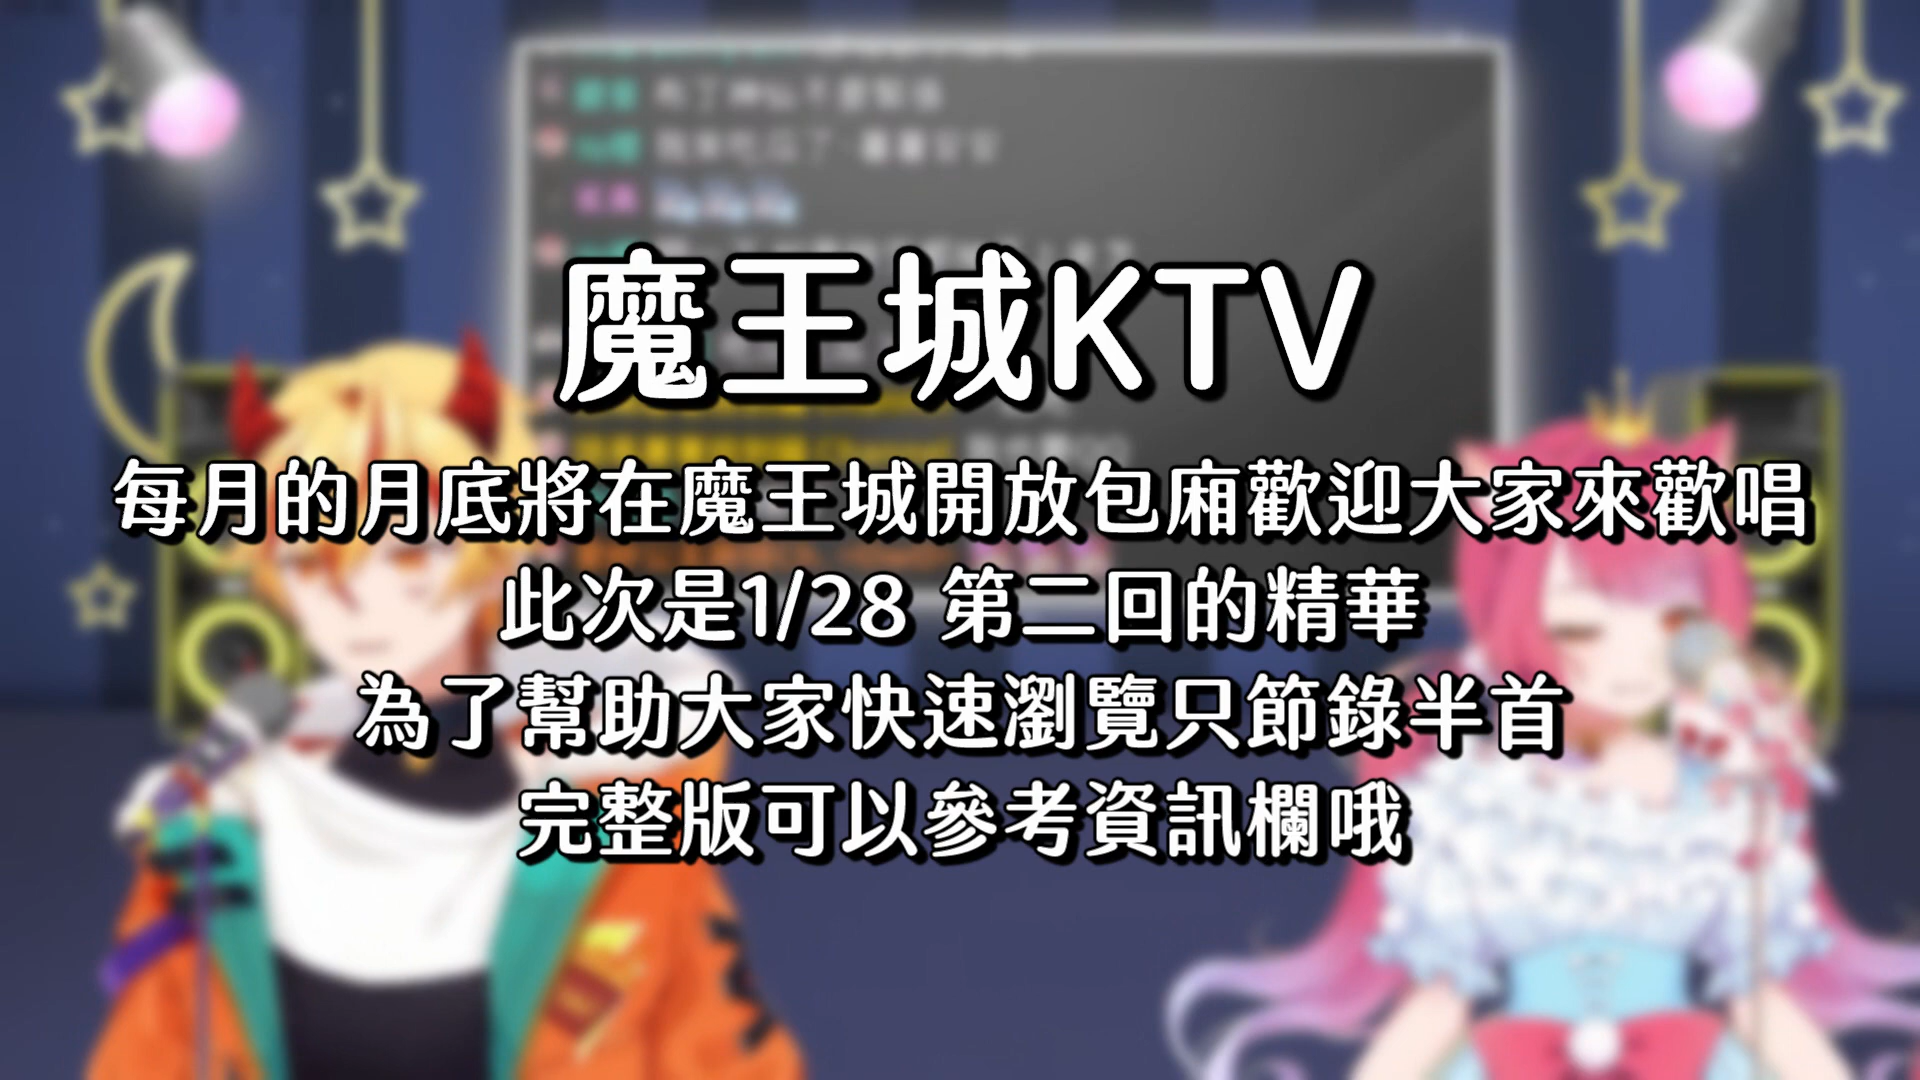 魔王城KTV
每月的月底將在魔王城開放包廂歡迎大家來歡唱
此次是1/28 第二回的精華
為了幫助大家快速瀏覽只節錄半首
完整版可以參考資訊欄哦